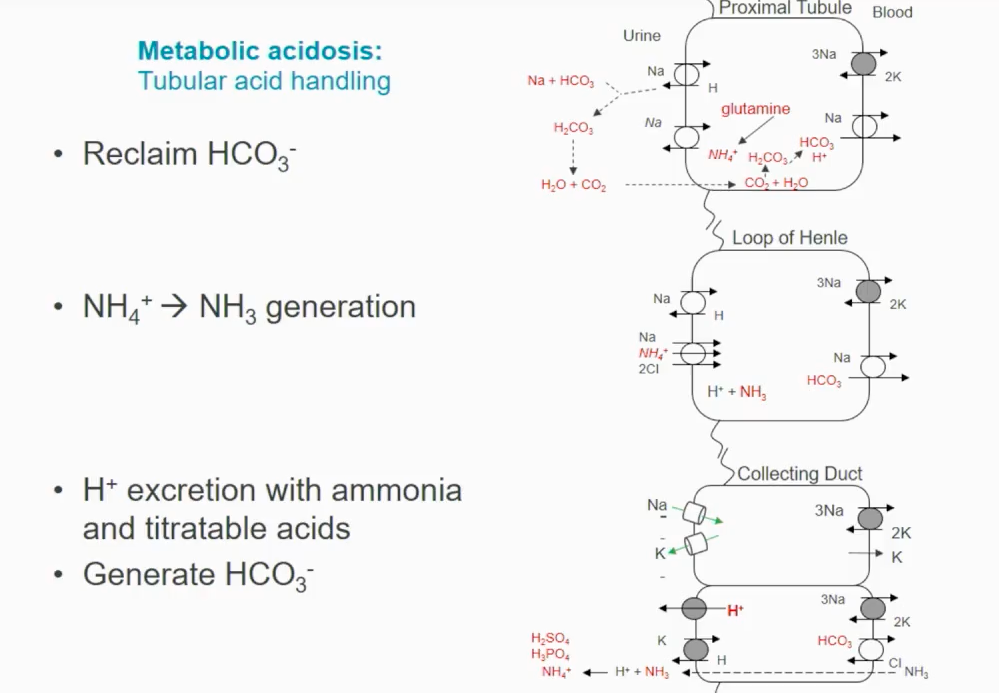 Metabolic acidosis:
Tubular acid handling
• Reclaim HCO₃⁻
• NH₄⁺ → NH₃ generation
• H⁺ excretion with ammonia
and titratable acids
• Generate HCO₃⁻
Proximal Tubule
Blood
Urine
3Na
2K
Na
H
Na + HCO₃
glutamine
Na
Na
H₂CO₃
HCO₃
NH₄⁺
H₂CO₃
H⁺
H₂O + CO₂
CO₂ + H₂O
Loop of Henle
3Na
2K
Na
H
Na
NH₄⁺
2Cl
Na
HCO₃
H⁺ + NH₃
Collecting Duct
Na
-
3Na
2K
-
K
K
-
3Na
2K
H⁺
H₂SO₄
H₃PO₄
K
HCO₃
H
Cl
NH₄⁺
H⁺ + NH₃
NH₃